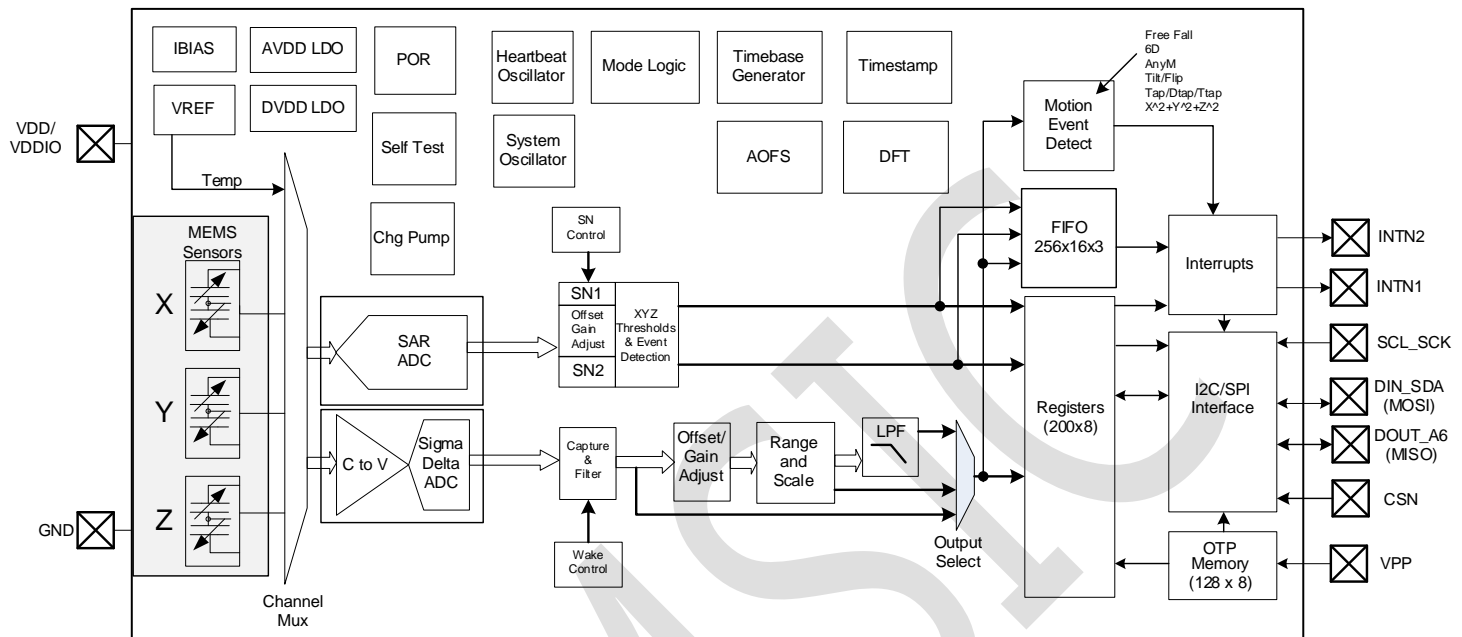 IBIAS
AVDD LDO
POR
Heartbeat
Oscillator
Mode Logic
Timebase
Generator
Timestamp
Free Fall
6D
AnyM
Tilt/Flip
Tap/Dtap/Ttap
X^2+Y^2+Z^2
VREF
DVDD LDO
Self Test
System
Oscillator
AOFS
DFT
Motion
Event
Detect
VDD/
VDDIO
Temp
MEMS
Sensors
X
Y
Z
GND
Channel
Mux
Chg Pump
SN
Control
SAR
ADC
SN1
Offset
Gain
Adjust
SN2
XYZ
Thresholds
& Event
Detection
FIFO
256x16x3
Interrupts
INTN2
INTN1
C to V
Sigma
Delta
ADC
Capture
&
Filter
Wake
Control
Offset/
Gain
Adjust
Range
and
Scale
LPF
Output
Select
Registers
(200x8)
I2C/SPI
Interface
SCL_SCK
DIN_SDA
(MOSI)
DOUT_A6
(MISO)
CSN
OTP
Memory
(128 x 8)
VPP
MSIC